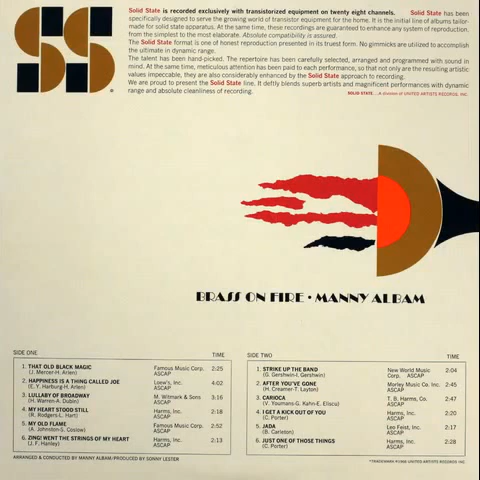 SS
Solid State is recorded exclusively with transistorized equipment on twenty eight channels. Solid State has been
specifically designed to serve the growing world of transistor equipment for the home. It is the initial line of albums tailor-
made for solid state apparatus. At the same time, these recordings are guaranteed to enhance any system of reproduction,
from the simplest to the most elaborate. Absolute compatibility is assured.
The Solid State format is one of honest reproduction presented in its truest form. No gimmicks are utilized to accomplish
the ultimate in dynamic range.
The talent has been hand-picked. The repertoire has been carefully selected, arranged and programmed with sound in
mind. At the same time, meticulous attention has been paid to each performance, so that not only are the resulting artistic
values impeccable, they are also considerably enhanced by the Solid State approach to recording.
We are proud to present the Solid State line. It deftly blends superb artists and magnificent performances with dynamic
range and absolute cleanliness of recording.
SOLID STATE... A division of UNITED ARTISTS RECORDS, INC.
BRASS ON FIRE • MANNY ALBAM
SIDE ONE TIME
1. THAT OLD BLACK MAGIC Famous Music Corp. 2:25
(J. Mercer-H. Arlen) ASCAP
2. HAPPINESS IS A THING CALLED JOE Loew's, Inc. 4:02
(E. Y. Harburg-H. Arlen) ASCAP
3. LULLABY OF BROADWAY M. Witmark & Sons 3:16
(H. Warren-A. Dubin) ASCAP
4. MY HEART STOOD STILL Harms, Inc. 2:18
(R. Rodgers-L. Hart) ASCAP
5. MY OLD FLAME Famous Music Corp. 2:52
(A. Johnston-S. Coslow) ASCAP
6. ZING! WENT THE STRINGS OF MY HEART Harms, Inc. 2:13
(J. F. Hanley) ASCAP
ARRANGED & CONDUCTED BY MANNY ALBAM/PRODUCED BY SONNY LESTER
SIDE TWO TIME
1. STRIKE UP THE BAND New World Music 2:04
(G. Gershwin-I. Gershwin) Corp. ASCAP
2. AFTER YOU'VE GONE Morley Music Co. Inc. 2:45
(H. Creamer-T. Layton) ASCAP
3. CARIOCA T. B. Harms, Co. 2:47
(V. Youmans-G. Kahn-E. Eliscu) ASCAP
4. I GET A KICK OUT OF YOU Harms, Inc. 2:20
(C. Porter) ASCAP
5. JADA Leo Feist, Inc. 2:17
(B. Carleton) ASCAP
6. JUST ONE OF THOSE THINGS Harms, Inc. 2:28
(C. Porter) ASCAP
*TRADEMARK ©1966 UNITED ARTISTS RECORDS, INC.